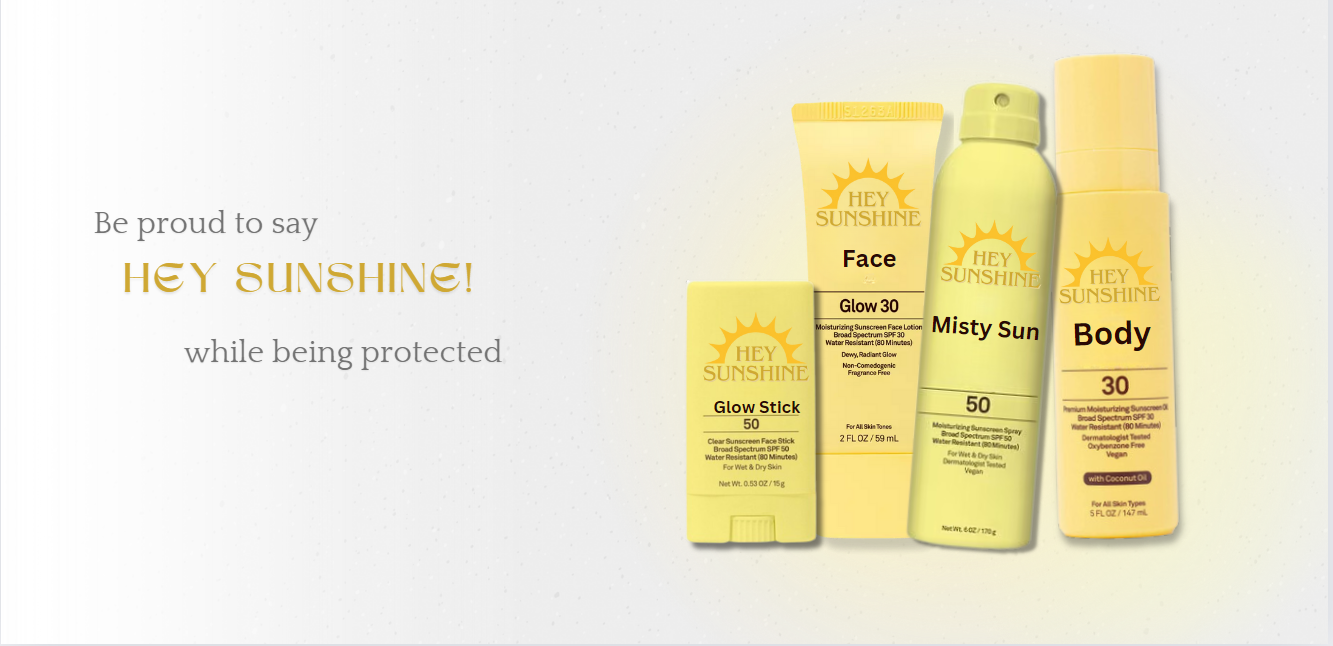 Be proud to say
HEY SUNSHINE!
while being protected
HEY
SUNSHINE
Glow Stick
50
Clear Sunscreen Face Stick
Broad Spectrum SPF 50
Water Resistant (80 Minutes)
For Wet & Dry Skin
Net Wt. 0.53 OZ / 15 g
HEY
SUNSHINE
Face
Glow 30
Moisturizing Sunscreen Face Lotion
Broad Spectrum SPF 30
Water Resistant (80 Minutes)
Dewy, Radiant Glow
Non-Comedogenic
Fragrance Free
For All Skin Tones
2 FL OZ / 59 mL
HEY
SUNSHINE
Misty Sun
50
Moisturizing Sunscreen Spray
Broad Spectrum SPF 50
Water Resistant (80 Minutes)
For Wet & Dry Skin
Dermatologist Tested
Vegan
Net Wt. 6 OZ / 170 g
HEY
SUNSHINE
Body
30
Premium Moisturizing Sunscreen Oil
Broad Spectrum SPF 30
Water Resistant (80 Minutes)
Dermatologist Tested
Oxybenzone Free
Vegan
with Coconut Oil
For All Skin Types
5 FL OZ / 147 mL